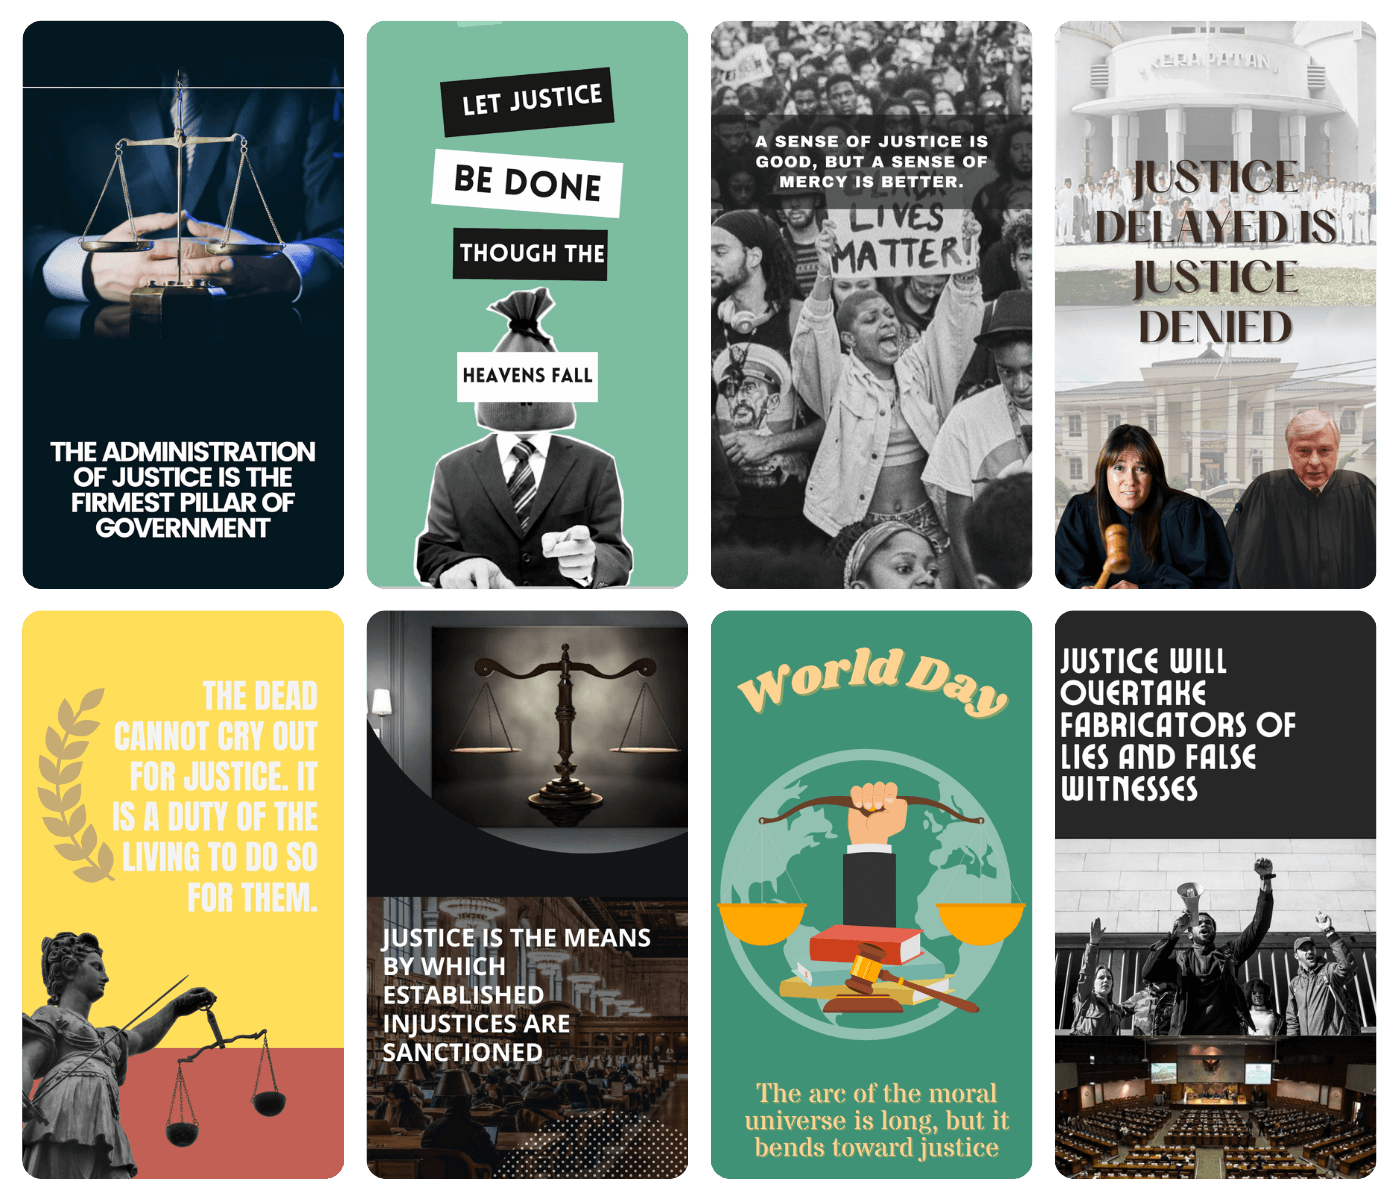 THE ADMINISTRATION
OF JUSTICE IS THE
FIRMEST PILLAR OF
GOVERNMENT
LET JUSTICE
BE DONE
THOUGH THE
HEAVENS FALL
A SENSE OF JUSTICE IS
GOOD, BUT A SENSE OF
MERCY IS BETTER.
LIVES
MATTER!
KERAPATAN
JUSTICE
DELAYED IS
JUSTICE
DENIED
THE DEAD
CANNOT CRY OUT
FOR JUSTICE. IT
IS A DUTY OF THE
LIVING TO DO SO
FOR THEM.
JUSTICE IS THE MEANS
BY WHICH
ESTABLISHED
INJUSTICES ARE
SANCTIONED
World Day
The arc of the moral
universe is long, but it
bends toward justice
JUSTICE WILL
OVERTAKE
FABRICATORS OF
LIES AND FALSE
WITNESSES